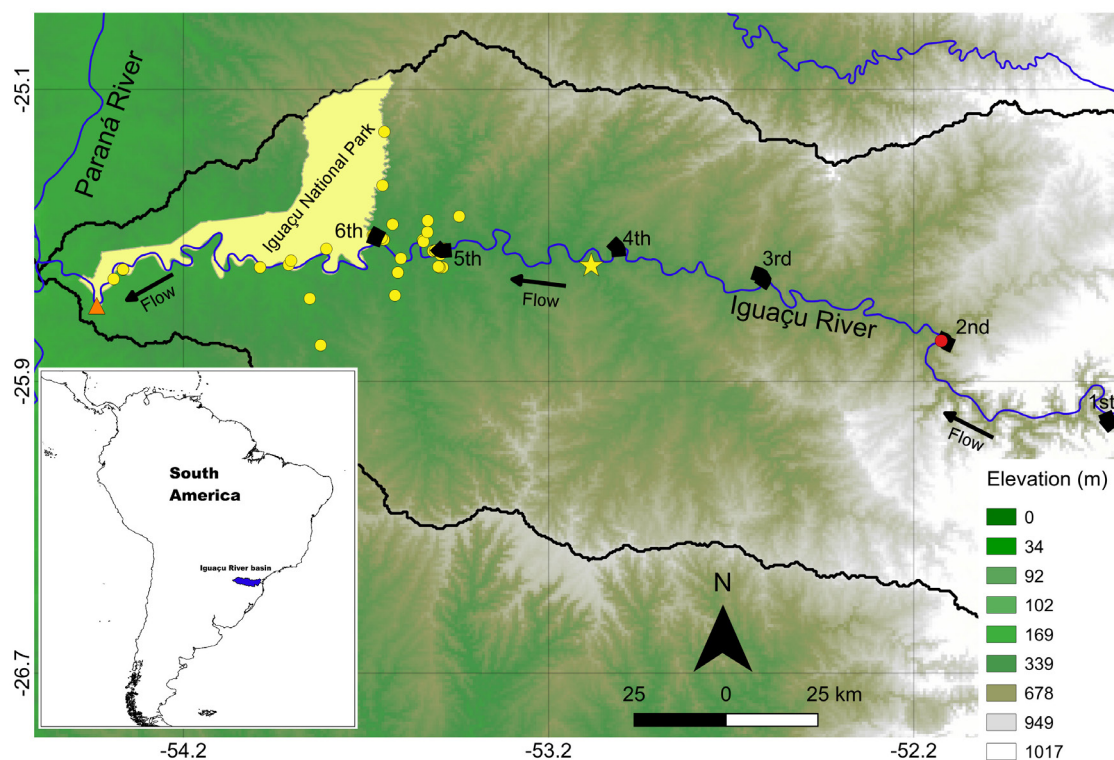 -25.1
-25.9
-26.7
Paraná River
Iguaçu National Park
6th
5th
4th
3rd
2nd
1st
Flow
Flow
Flow
Iguaçu River
South
America
Iguaçu River basin
N
25 0 25 km
Elevation (m)
0
34
92
102
169
339
678
949
1017
-54.2 -53.2 -52.2